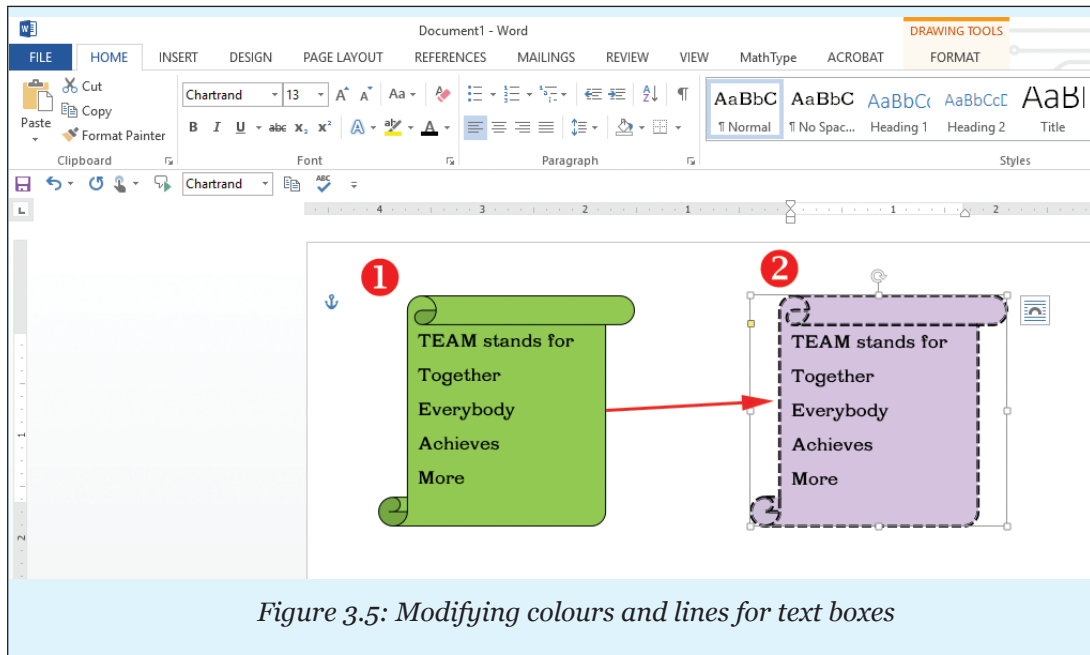 Document1 - Word
DRAWING TOOLS
FILE HOME INSERT DESIGN PAGE LAYOUT REFERENCES MAILINGS REVIEW VIEW MathType ACROBAT FORMAT
Paste
Cut
Copy
Format Painter
Clipboard
Chartrand 13
Font
Paragraph
AaBbC AaBbC AaBbCc AaBbCcD AaBl
¶ Normal ¶ No Spac... Heading 1 Heading 2 Title
Styles
Chartrand
ABC
4 3 2 1 1 2
1
2
1
TEAM stands for
Together
Everybody
Achieves
More
2
TEAM stands for
Together
Everybody
Achieves
More
Figure 3.5: Modifying colours and lines for text boxes